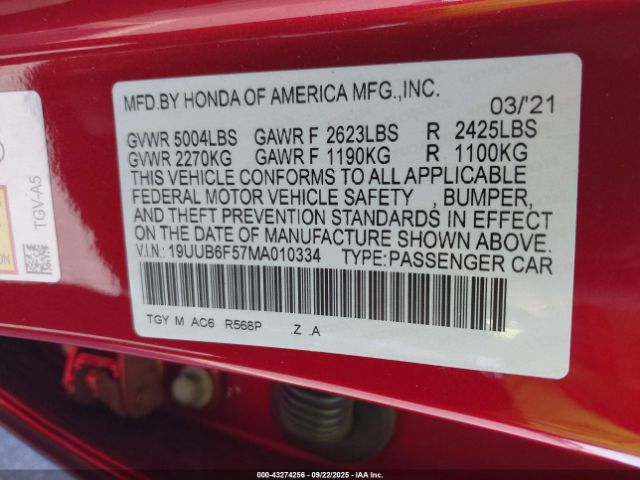 MFD.BY HONDA OF AMERICA MFG.,INC. 03/'21
GVWR 5004LBS GAWR F 2623LBS R 2425LBS
GVWR 2270KG GAWR F 1190KG R 1100KG
THIS VEHICLE CONFORMS TO ALL APPLICABLE
FEDERAL MOTOR VEHICLE SAFETY , BUMPER,
AND THEFT PREVENTION STANDARDS IN EFFECT
ON THE DATE OF MANUFACTURE SHOWN ABOVE.
V.I.N.: 19UUB6F57MA010334 TYPE:PASSENGER CAR
TGY M AC6 R568P .Z .A
TGV-A5
000-43274256 - 09/22/2025 - IAA Inc.